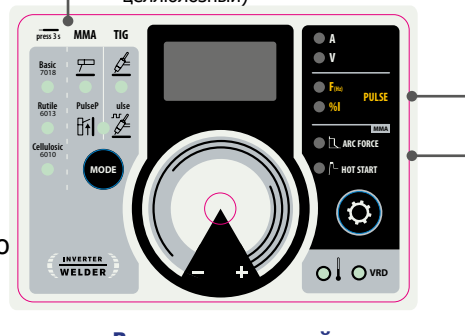 целлюлозный)
press 3 s MMA TIG
Basic
7018
Rutile
6013
PulseP ulse
Cellulosic
6010
MODE
INVERTER
WELDER
A
V
F(Hz)
%I
PULSE
MMA
ARC FORCE
HOT START
VRD
- +
о